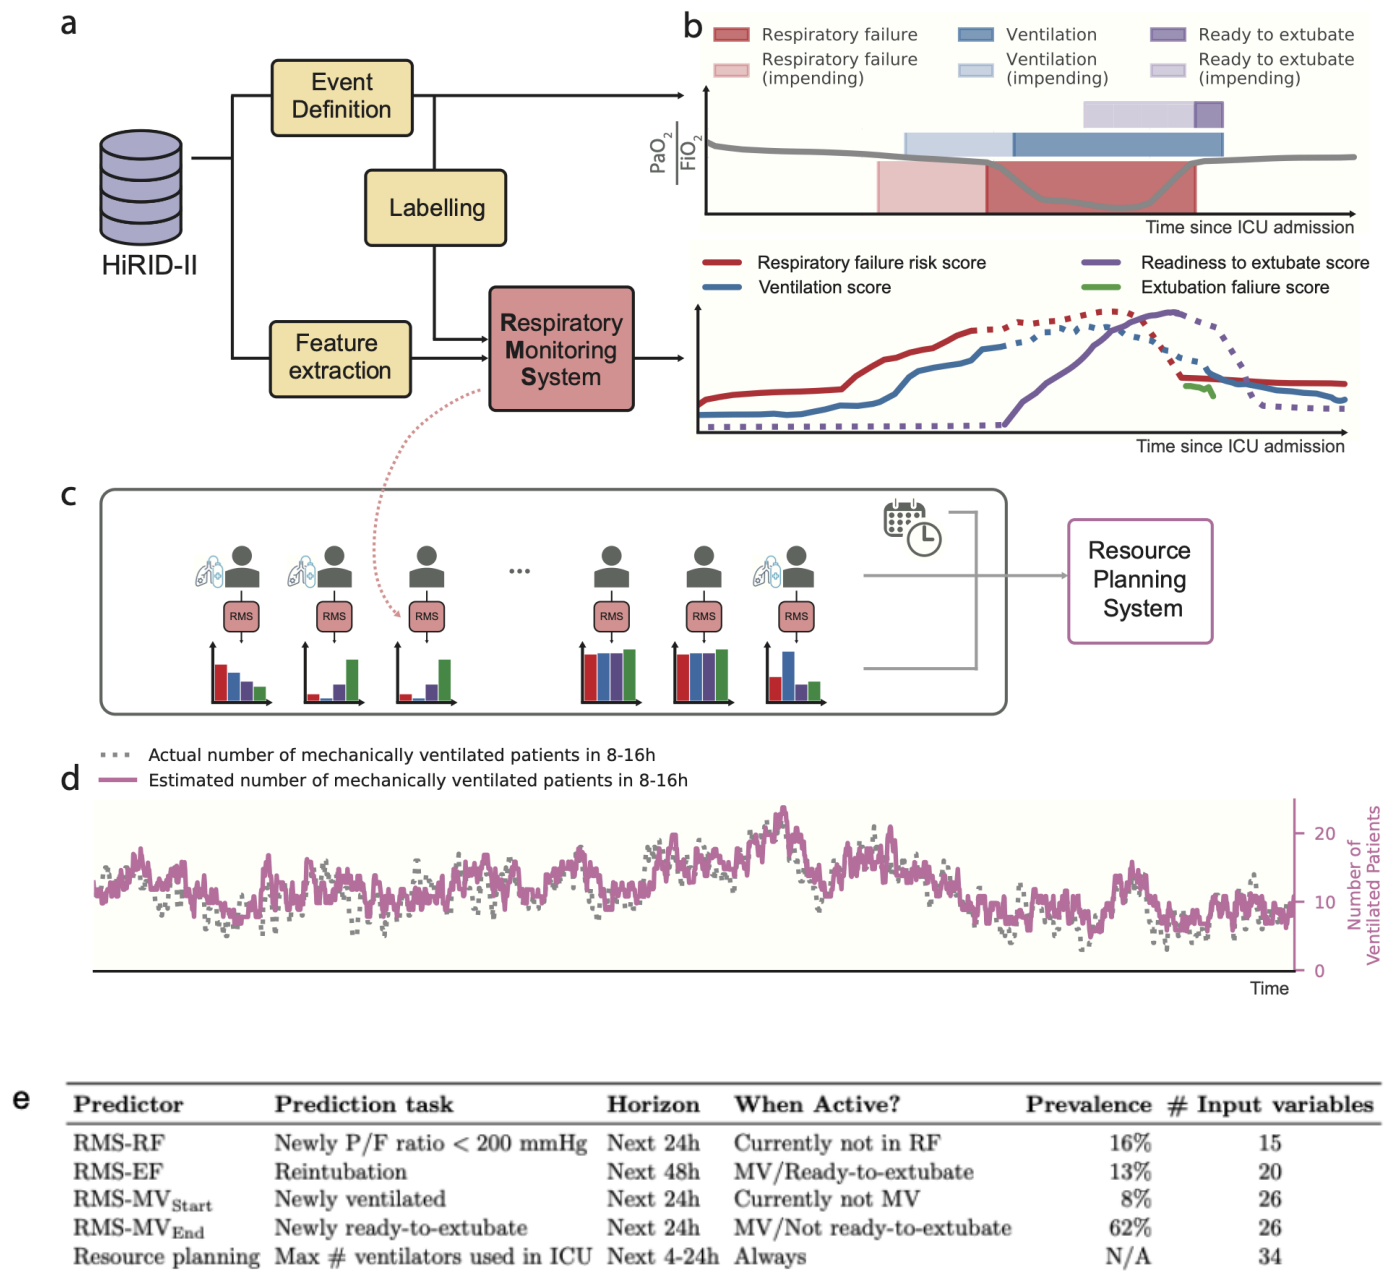 a
Event
Definition
Labelling
HiRID-II
Feature
extraction
Respiratory
Monitoring
System
b
Respiratory failure
Ventilation
Ready to extubate
Respiratory failure
(impending)
Ventilation
(impending)
Ready to extubate
(impending)
PaO2
FiO2
Time since ICU admission
Respiratory failure risk score
Readiness to extubate score
Ventilation score
Extubation faliure score
Time since ICU admission
c
...
RMS
RMS
RMS
RMS
RMS
RMS
Resource
Planning
System
d
Actual number of mechanically ventilated patients in 8-16h
Estimated number of mechanically ventilated patients in 8-16h
20
10
0
Number of
Ventilated Patients
Time
e
Predictor Prediction task Horizon When Active? Prevalence # Input variables
RMS-RF Newly P/F ratio < 200 mmHg Next 24h Currently not in RF 16% 15
RMS-EF Reintubation Next 48h MV/Ready-to-extubate 13% 20
RMS-MVStart Newly ventilated Next 24h Currently not MV 8% 26
RMS-MVEnd Newly ready-to-extubate Next 24h MV/Not ready-to-extubate 62% 26
Resource planning Max # ventilators used in ICU Next 4-24h Always N/A 34